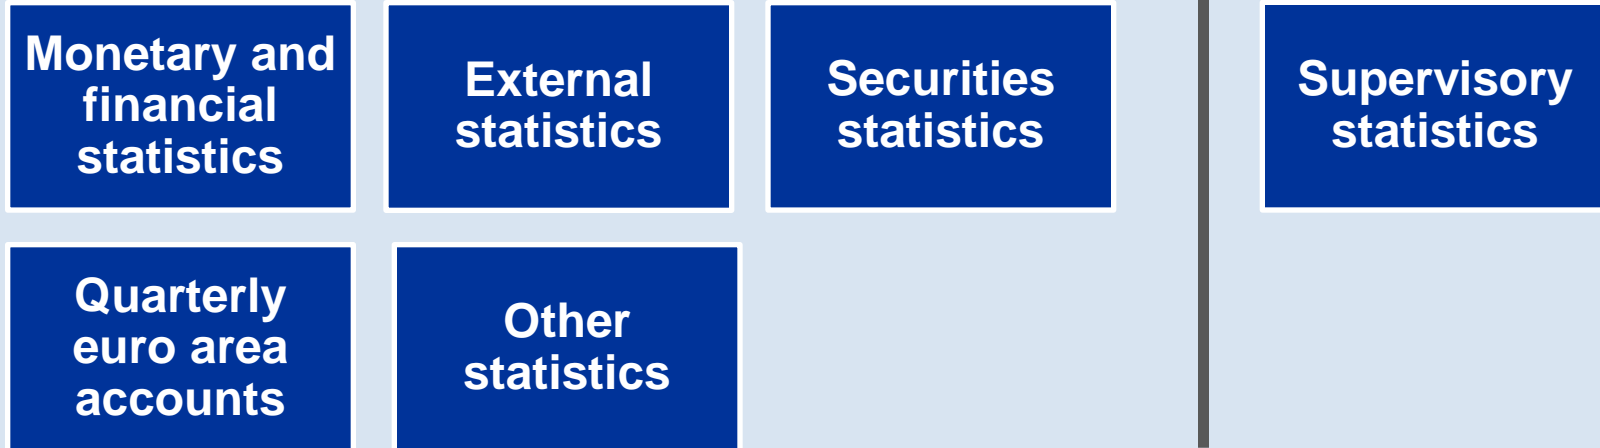 Monetary and
financial
statistics
External
statistics
Securities
statistics
Supervisory
statistics
Quarterly
euro area
accounts
Other
statistics